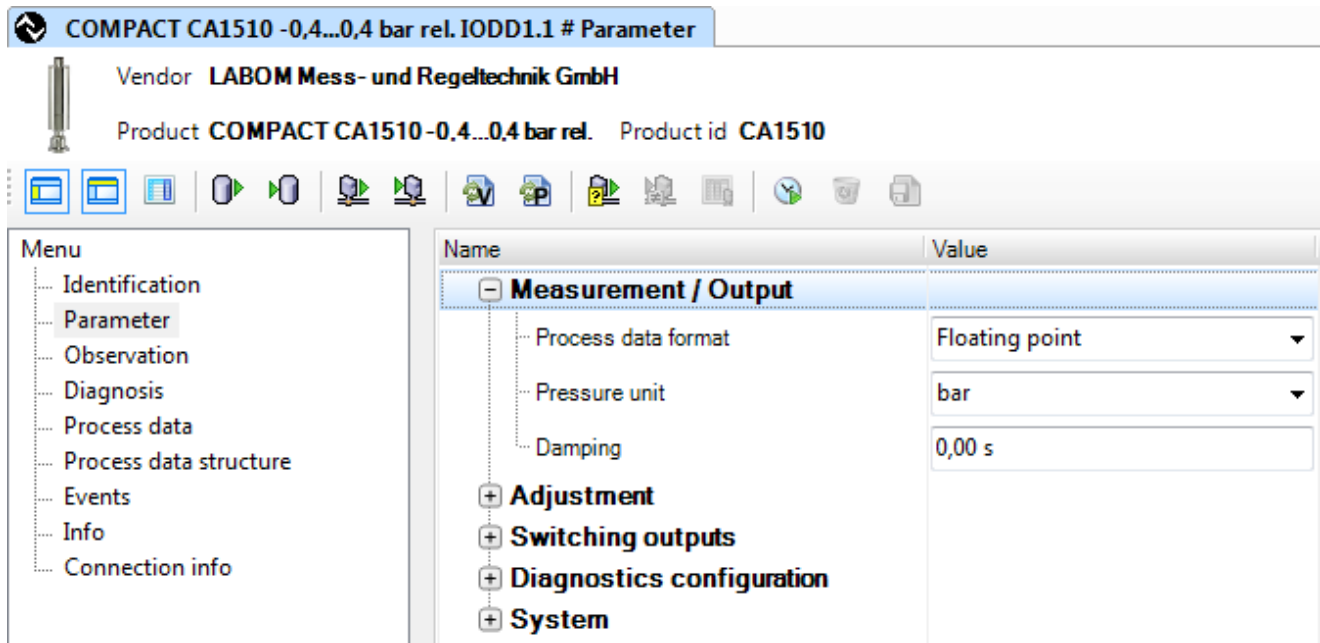 COMPACT CA1510 -0,4...0,4 bar rel. IODD1.1 # Parameter
Vendor LABOM Mess- und Regeltechnik GmbH
Product COMPACT CA1510 -0,4...0,4 bar rel. Product id CA1510
V P ?
Menu
Identification
Parameter
Observation
Diagnosis
Process data
Process data structure
Events
Info
Connection info
Name Value
Measurement / Output
Process data format Floating point
Pressure unit bar
Damping 0,00 s
Adjustment
Switching outputs
Diagnostics configuration
System